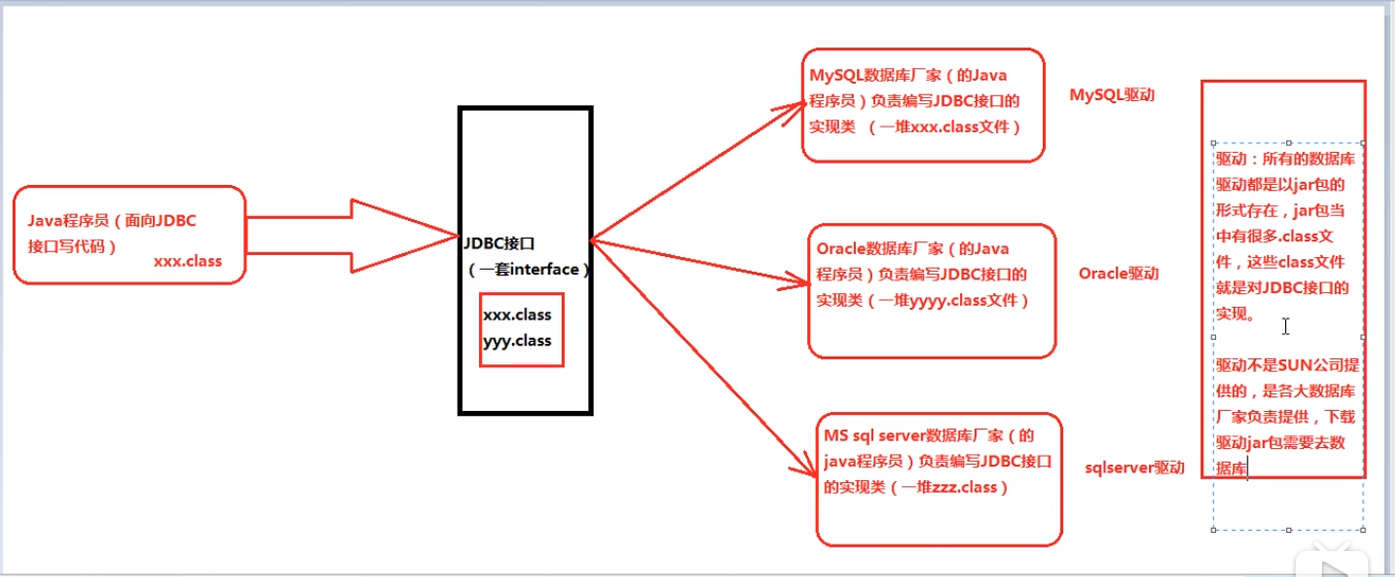 Java程序员（面向JDBC
接口写代码）
xxx.class
JDBC接口
（一套interface）
xxx.class
yyy.class
MySQL数据库厂家（的Java
程序员）负责编写JDBC接口的
实现类 （一堆xxx.class文件）
MySQL驱动
Oracle数据库厂家（的Java
程序员）负责编写JDBC接口的
实现类（一堆yyyy.class文件）
Oracle驱动
MS sql server数据库厂家（的
java程序员）负责编写JDBC接口
的实现类（一堆zzz.class）
sqlserver驱动
驱动：所有的数据库
驱动都是以jar包的
形式存在，jar包当
中有很多.class文
件，这些class文件
就是对JDBC接口的
实现。
驱动不是SUN公司提
供的，是各大数据库
厂家负责提供，下载
驱动jar包需要去数
据库